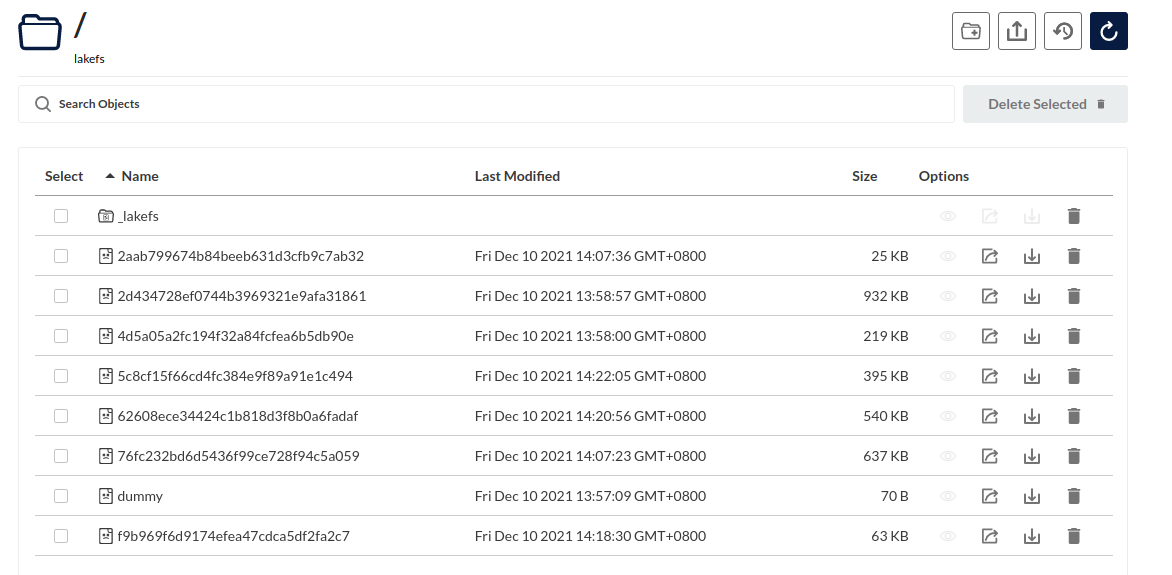 /
lakefs
Search Objects
Delete Selected
Select Name Last Modified Size Options
_lakefs
2aab799674b84beeb631d3cfb9c7ab32 Fri Dec 10 2021 14:07:36 GMT+0800 25 KB
2d434728ef0744b3969321e9afa31861 Fri Dec 10 2021 13:58:57 GMT+0800 932 KB
4d5a05a2fc194f32a84fcfea6b5db90e Fri Dec 10 2021 13:58:00 GMT+0800 219 KB
5c8cf15f66cd4fc384e9f89a91e1c494 Fri Dec 10 2021 14:22:05 GMT+0800 395 KB
62608ece34424c1b818d3f8b0a6fadaf Fri Dec 10 2021 14:20:56 GMT+0800 540 KB
76fc232bd6d5436f99ce728f94c5a059 Fri Dec 10 2021 14:07:23 GMT+0800 637 KB
dummy Fri Dec 10 2021 13:57:09 GMT+0800 70 B
f9b969f6d9174efea47cdca5df2fa2c7 Fri Dec 10 2021 14:18:30 GMT+0800 63 KB